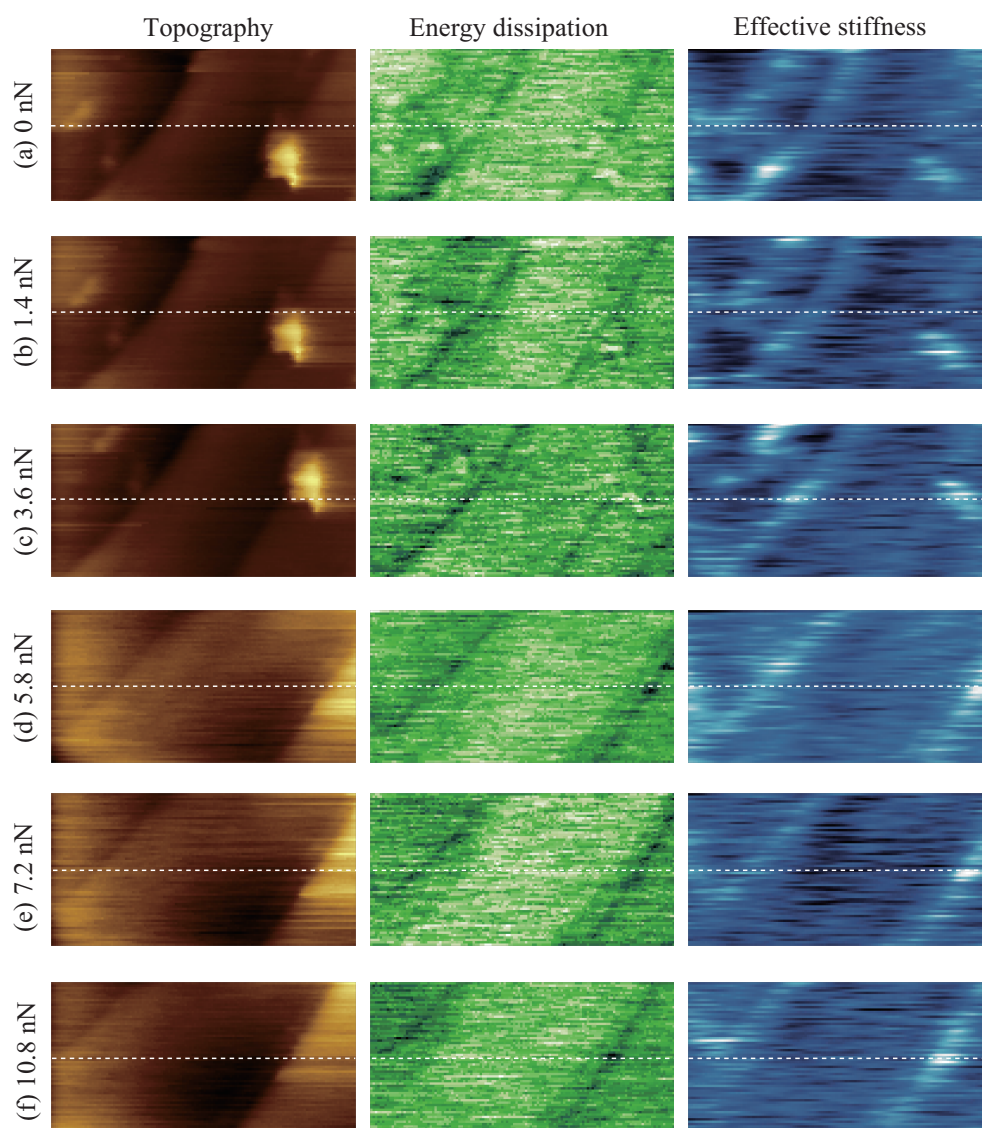 Topography Energy dissipation Effective stiffness
(a) 0 nN
(b) 1.4 nN
(c) 3.6 nN
(d) 5.8 nN
(e) 7.2 nN
(f) 10.8 nN